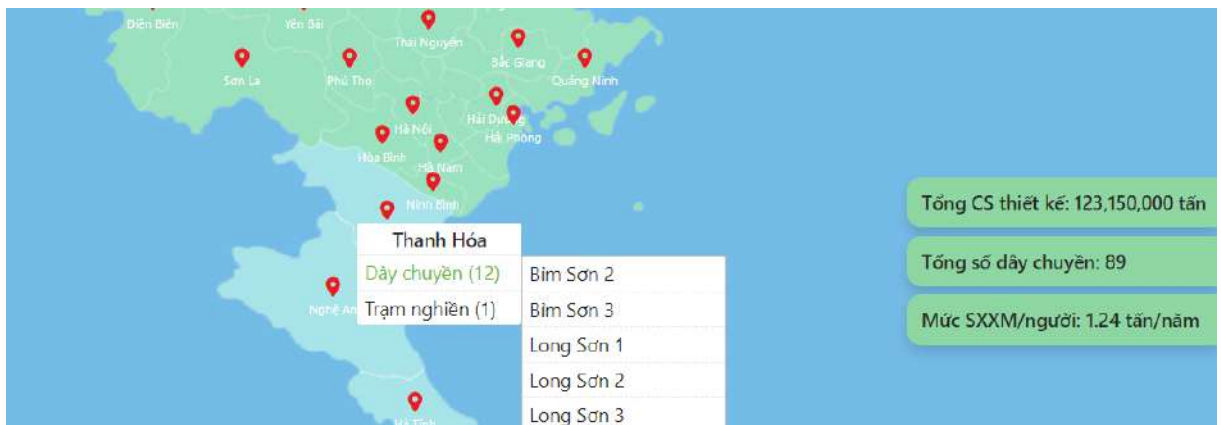 Điện Biên
Yên Bái
Thái Nguyên
Bắc Giang
Sơn La
Phú Thọ
Quảng Ninh
Hải Dương
Hà Nội
Hải Phòng
Hòa Bình
Hà Nam
Ninh Bình
Tổng CS thiết kế: 123,150,000 tấn
Thanh Hóa
Tổng số dây chuyền: 89
Dây chuyền (12)
Bỉm Sơn 2
Nghệ An
Trạm nghiền (1)
Bỉm Sơn 3
Mức SXXM/người: 1.24 tấn/năm
Long Sơn 1
Long Sơn 2
Long Sơn 3
Hà Tĩnh